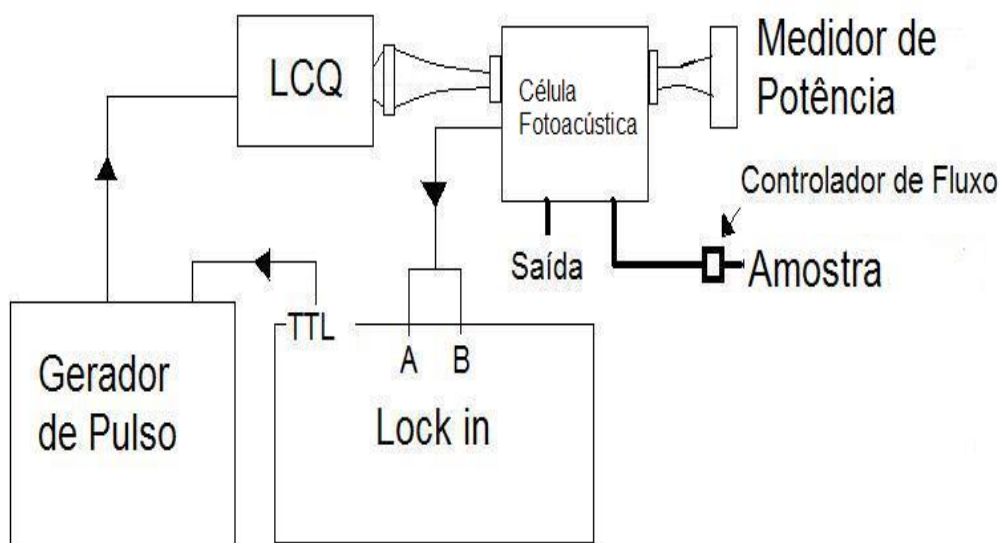 LCQ
Célula
Fotoacústica
Medidor de
Potência
Controlador de Fluxo
Saída
Amostra
TTL
A B
Gerador
de Pulso
Lock in